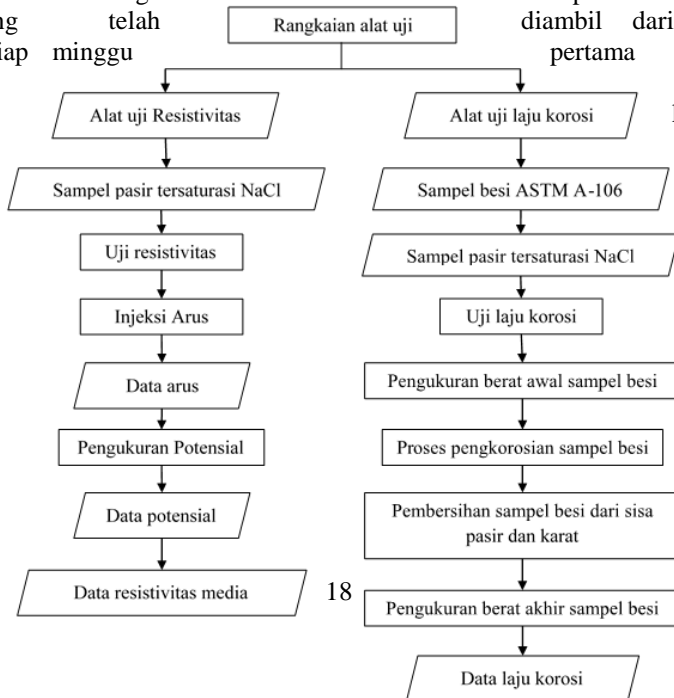 telah
diambil dari
minggu
pertama
Rangkaian alat uji
Alat uji Resistivitas
Sampel pasir tersaturasi NaCl
Uji resistivitas
Injeksi Arus
Data arus
Pengukuran Potensial
Data potensial
Data resistivitas media
Alat uji laju korosi
Sampel besi ASTM A-106
Sampel pasir tersaturasi NaCl
Uji laju korosi
Pengukuran berat awal sampel besi
Proses pengkorosian sampel besi
Pembersihan sampel besi dari sisa
pasir dan karat
Pengukuran berat akhir sampel besi
Data laju korosi
18